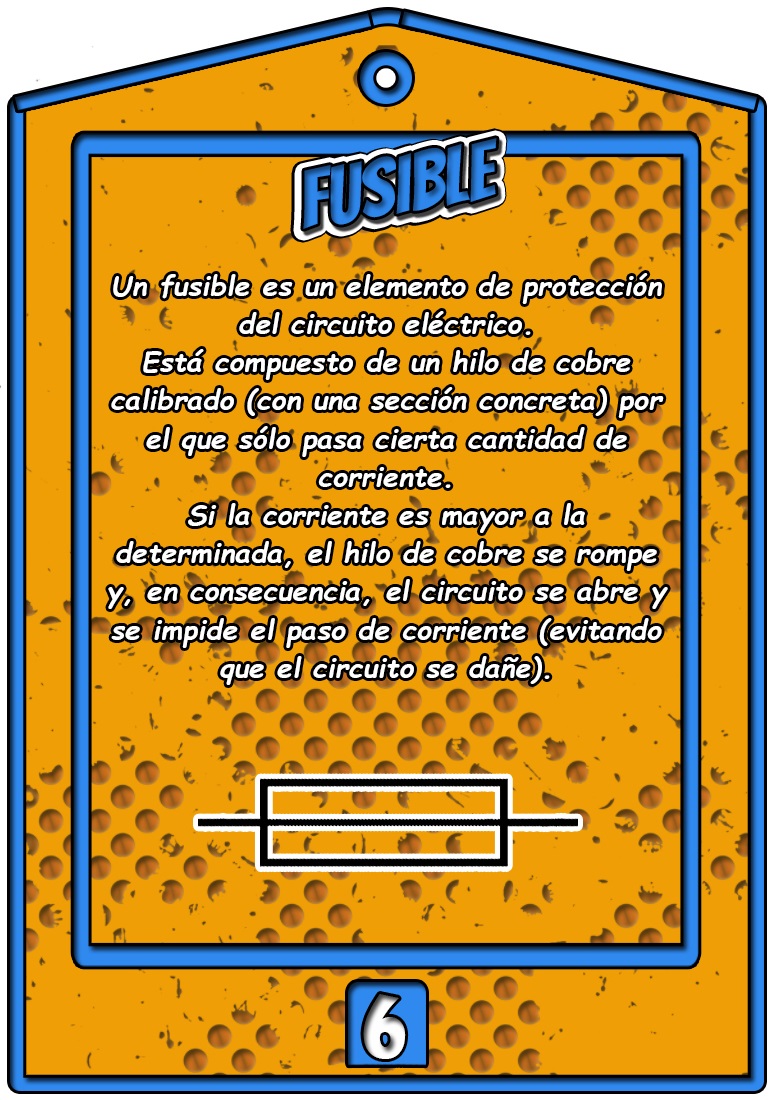 FUSIBLE
Un fusible es un elemento de protección
del circuito eléctrico.
Está compuesto de un hilo de cobre
calibrado (con una sección concreta) por
el que sólo pasa cierta cantidad de
corriente.
Si la corriente es mayor a la
determinada, el hilo de cobre se rompe
y, en consecuencia, el circuito se abre y
se impide el paso de corriente (evitando
que el circuito se dañe).
6